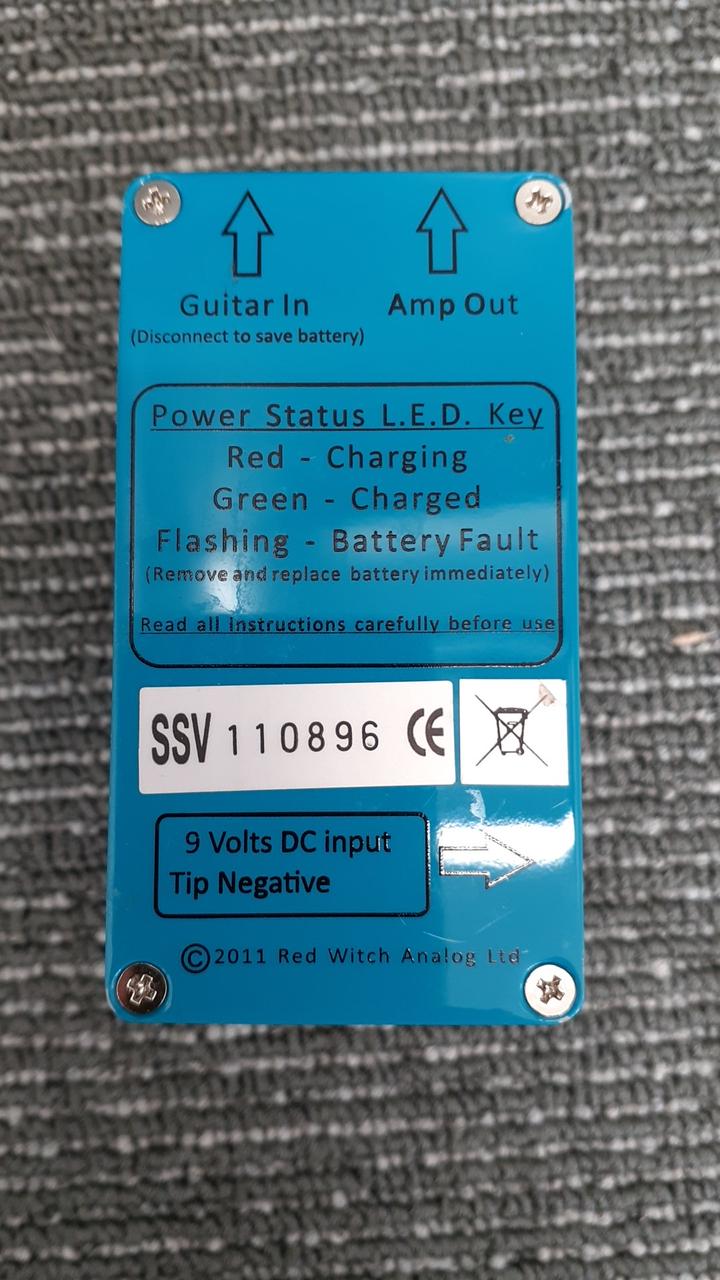 Guitar In
Amp Out
(Disconnect to save battery)
Power Status L.E.D. Key
Red - Charging
Green - Charged
Flashing - Battery Fault
(Remove and replace battery immediately)
Read all Instructions carefully before use
SSV 110896 CE
9 Volts DC input
Tip Negative
©2011 Red Witch Analog Ltd